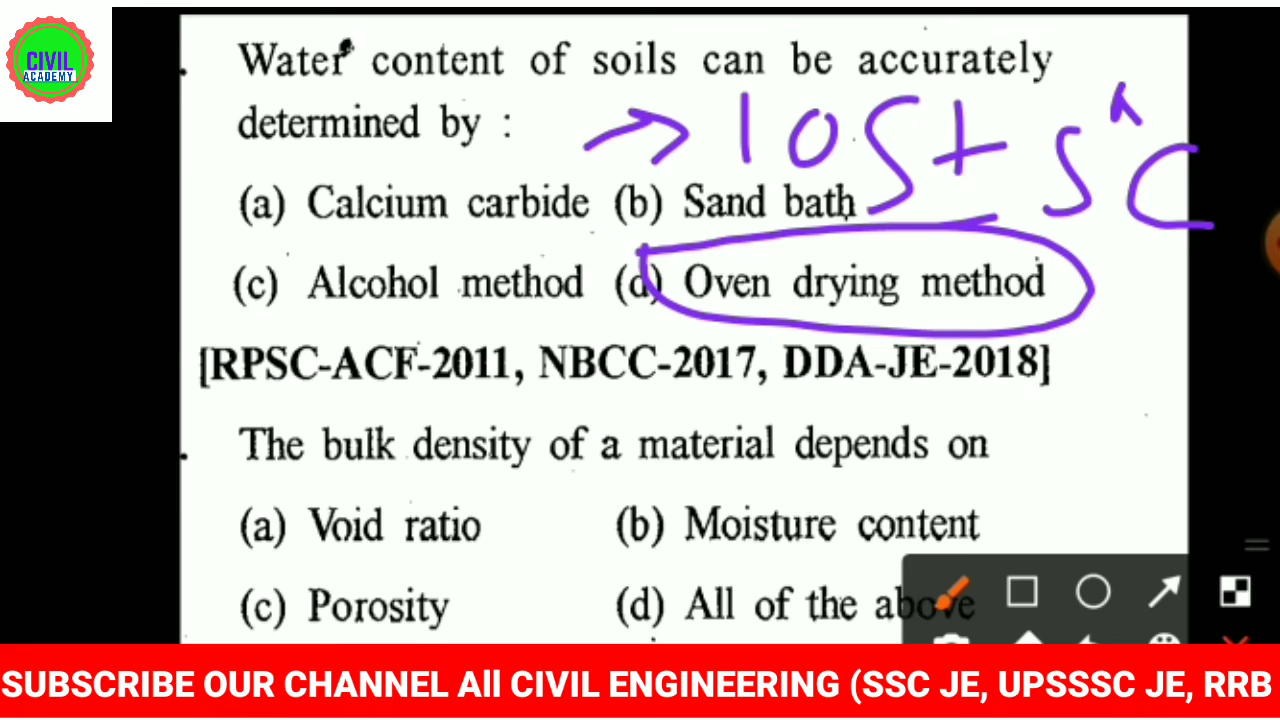 CIVIL
ACADEMY
. Water content of soils can be accurately
determined by :
→ 105 ± 5°C
(a) Calcium carbide (b) Sand bath
(c) Alcohol method (d) Oven drying method
[RPSC-ACF-2011, NBCC-2017, DDA-JE-2018]
. The bulk density of a material depends on
(a) Void ratio (b) Moisture content
(c) Porosity (d) All of the above
SUBSCRIBE OUR CHANNEL All CIVIL ENGINEERING (SSC JE, UPSSSC JE, RRB